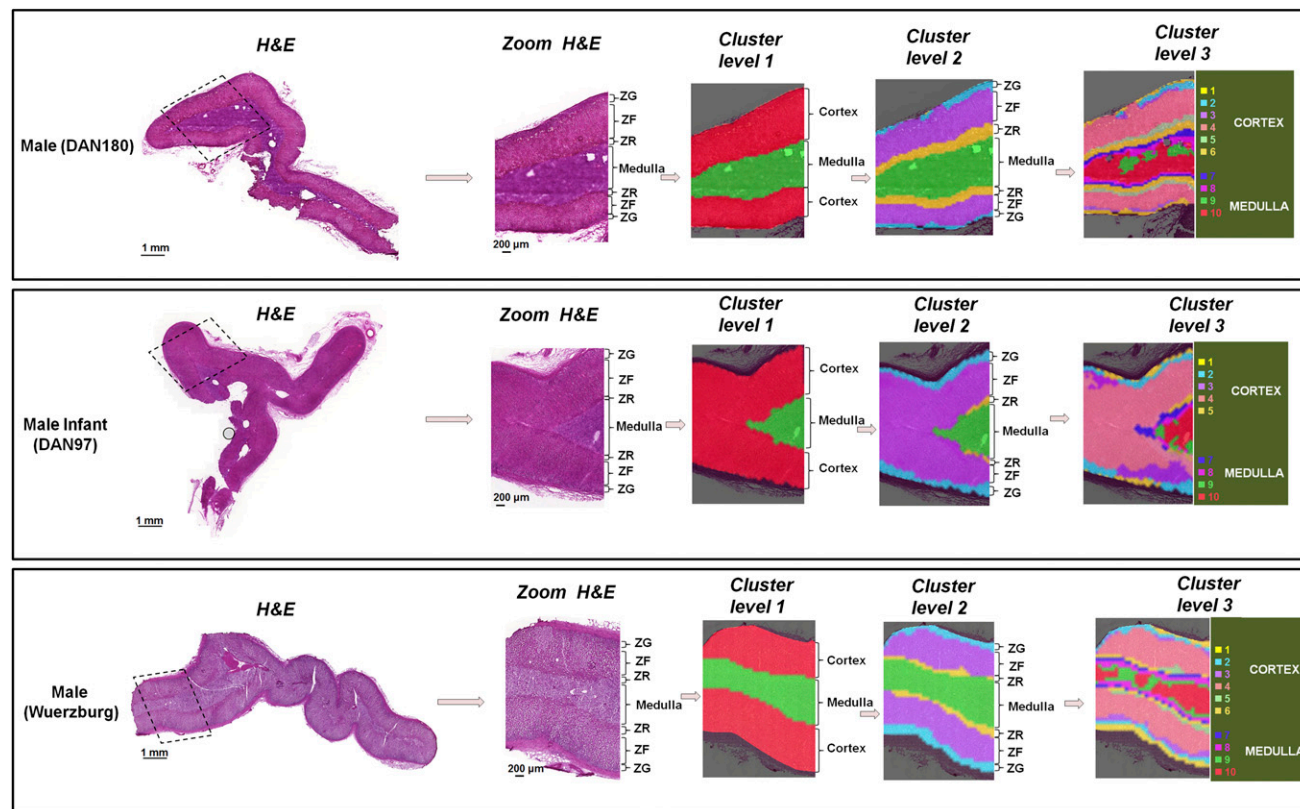 H&E
Zoom H&E
Cluster
level 1
Cluster
level 2
Cluster
level 3
Male (DAN180)
1 mm
200 µm
ZG
ZF
ZR
Medulla
ZR
ZF
ZG
Cortex
Medulla
Cortex
ZG
ZF
ZR
Medulla
ZR
ZF
ZG
1
2
3
4
5
6
7
8
9
10
CORTEX
MEDULLA
H&E
Zoom H&E
Cluster
level 1
Cluster
level 2
Cluster
level 3
Male Infant
(DAN97)
1 mm
200 µm
ZG
ZF
ZR
Medulla
ZR
ZF
ZG
Cortex
Medulla
Cortex
ZG
ZF
ZR
Medulla
ZR
ZF
ZG
1
2
3
4
5
7
8
9
10
CORTEX
MEDULLA
H&E
Zoom H&E
Cluster
level 1
Cluster
level 2
Cluster
level 3
Male
(Wuerzburg)
1 mm
200 µm
ZG
ZF
ZR
Medulla
ZR
ZF
ZG
Cortex
Medulla
Cortex
ZG
ZF
ZR
Medulla
ZR
ZF
ZG
1
2
3
4
5
6
7
8
9
10
CORTEX
MEDULLA